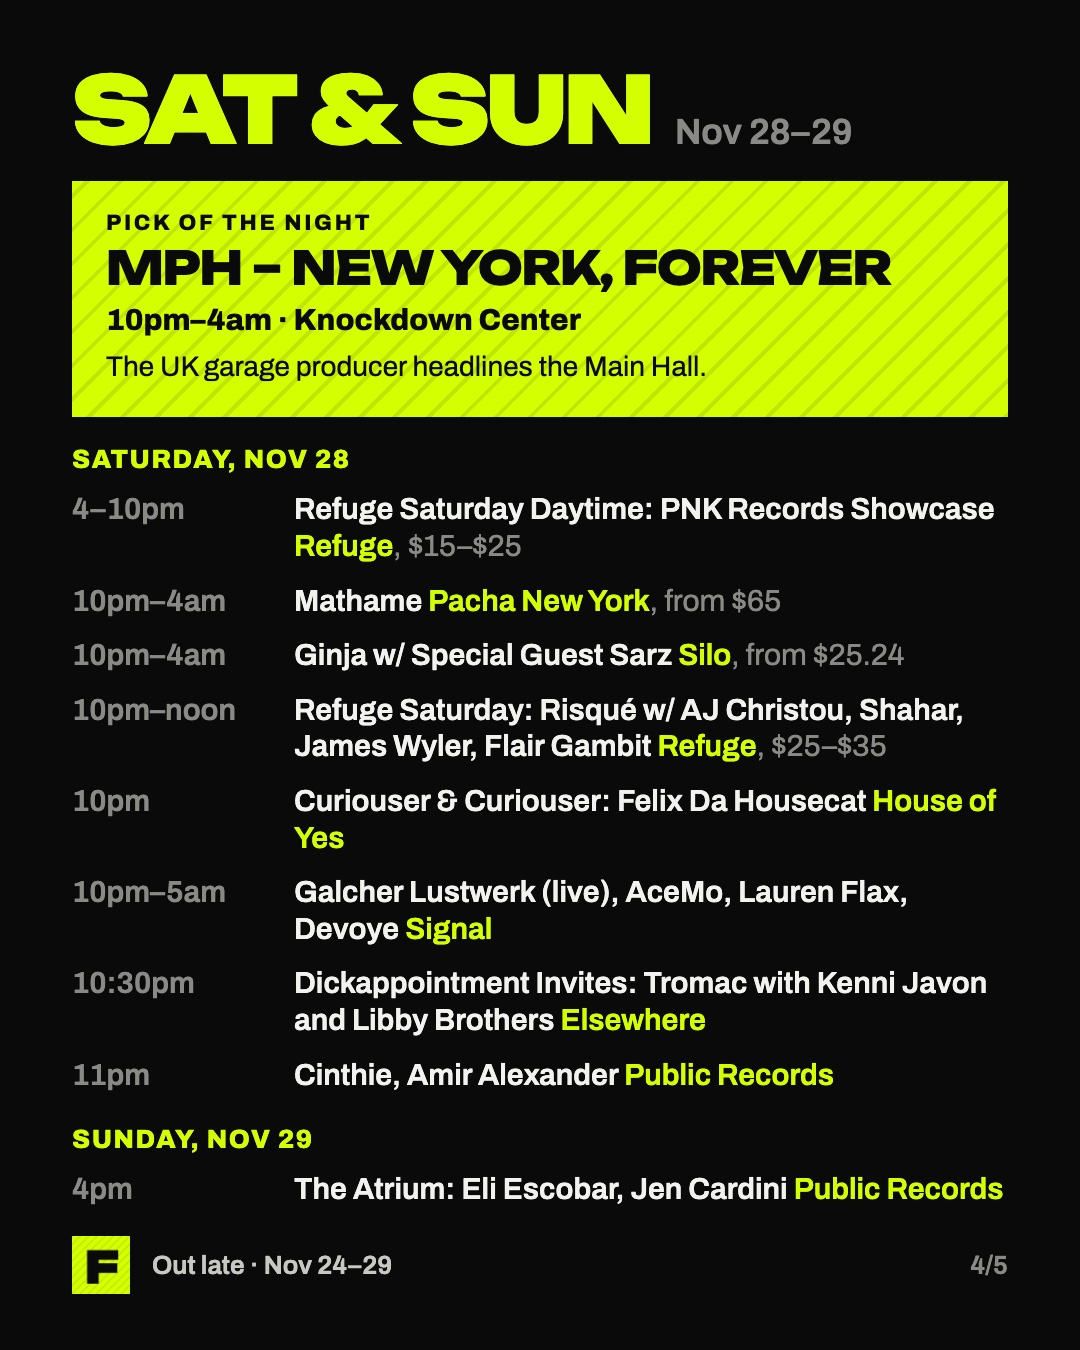 SAT & SUN Nov 28–29
PICK OF THE NIGHT
MPH – NEW YORK, FOREVER
10pm–4am · Knockdown Center
The UK garage producer headlines the Main Hall.
SATURDAY, NOV 28
4–10pm Refuge Saturday Daytime: PNK Records Showcase
Refuge, $15–$25
10pm–4am Mathame Pacha New York, from $65
10pm–4am Ginja w/ Special Guest Sarz Silo, from $25.24
10pm–noon Refuge Saturday: Risqué w/ AJ Christou, Shahar,
James Wyler, Flair Gambit Refuge, $25–$35
10pm Curiouser & Curiouser: Felix Da Housecat House of
Yes
10pm–5am Galcher Lustwerk (live), AceMo, Lauren Flax,
Devoye Signal
10:30pm Dickappointment Invites: Tromac with Kenni Javon
and Libby Brothers Elsewhere
11pm Cinthie, Amir Alexander Public Records
SUNDAY, NOV 29
4pm The Atrium: Eli Escobar, Jen Cardini Public Records
F Out late · Nov 24–29 4/5